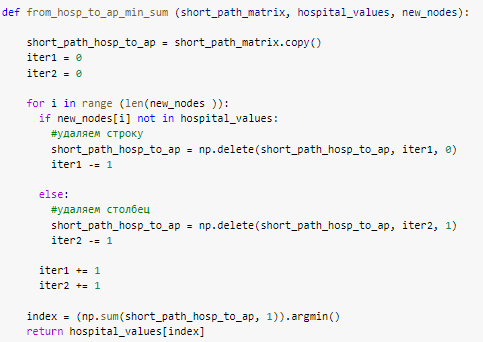 def from_hosp_to_ap_min_sum (short_path_matrix, hospital_values, new_nodes):
short_path_hosp_to_ap = short_path_matrix.copy()
iter1 = 0
iter2 = 0
for i in range (len(new_nodes )):
if new_nodes[i] not in hospital_values:
#удаляем строку
short_path_hosp_to_ap = np.delete(short_path_hosp_to_ap, iter1, 0)
iter1 -= 1
else:
#удаляем столбец
short_path_hosp_to_ap = np.delete(short_path_hosp_to_ap, iter2, 1)
iter2 -= 1
iter1 += 1
iter2 += 1
index = (np.sum(short_path_hosp_to_ap, 1)).argmin()
return hospital_values[index]